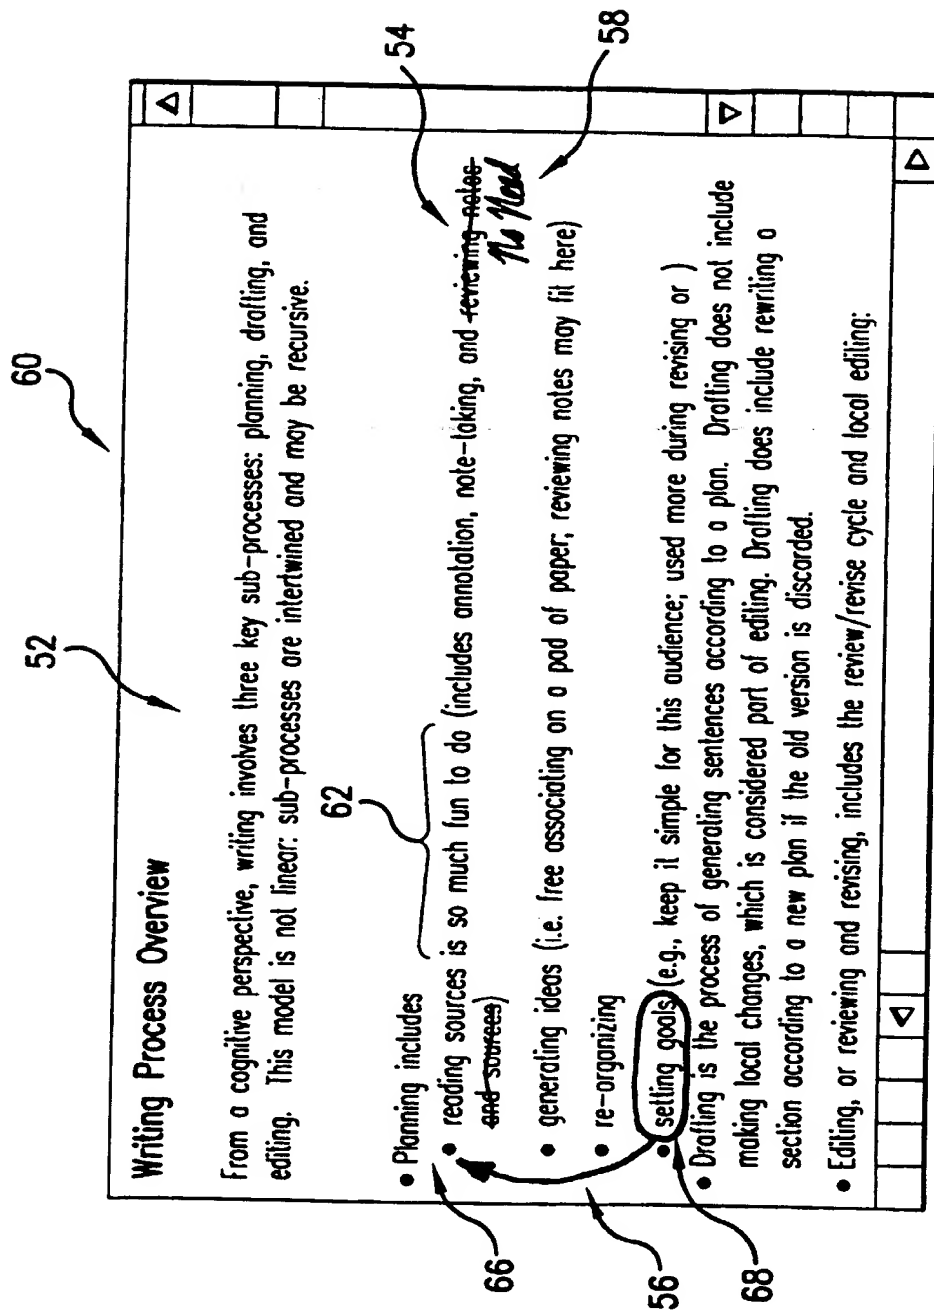 60
52
54
58
Writing Process Overview
From a cognitive perspective, writing involves three key sub-processes: planning, drafting, and
editing. This model is not linear: sub-processes are intertwined and may be recursive.
62
• Planning includes
• reading sources is so much fun to do (includes annotation, note-taking, and reviewing notes
and sources)
No Need
• generating ideas (i.e. free associating on a pad of paper; reviewing notes may fit here)
• re-organizing
• setting goals (e.g., keep it simple for this audience; used more during revising or )
• Drafting is the process of generating sentences according to a plan. Drafting does not include
making local changes, which is considered part of editing. Drafting does include rewriting a
section according to a new plan if the old version is discarded.
• Editing, or reviewing and revising, includes the review/revise cycle and local editing:
66
56
68